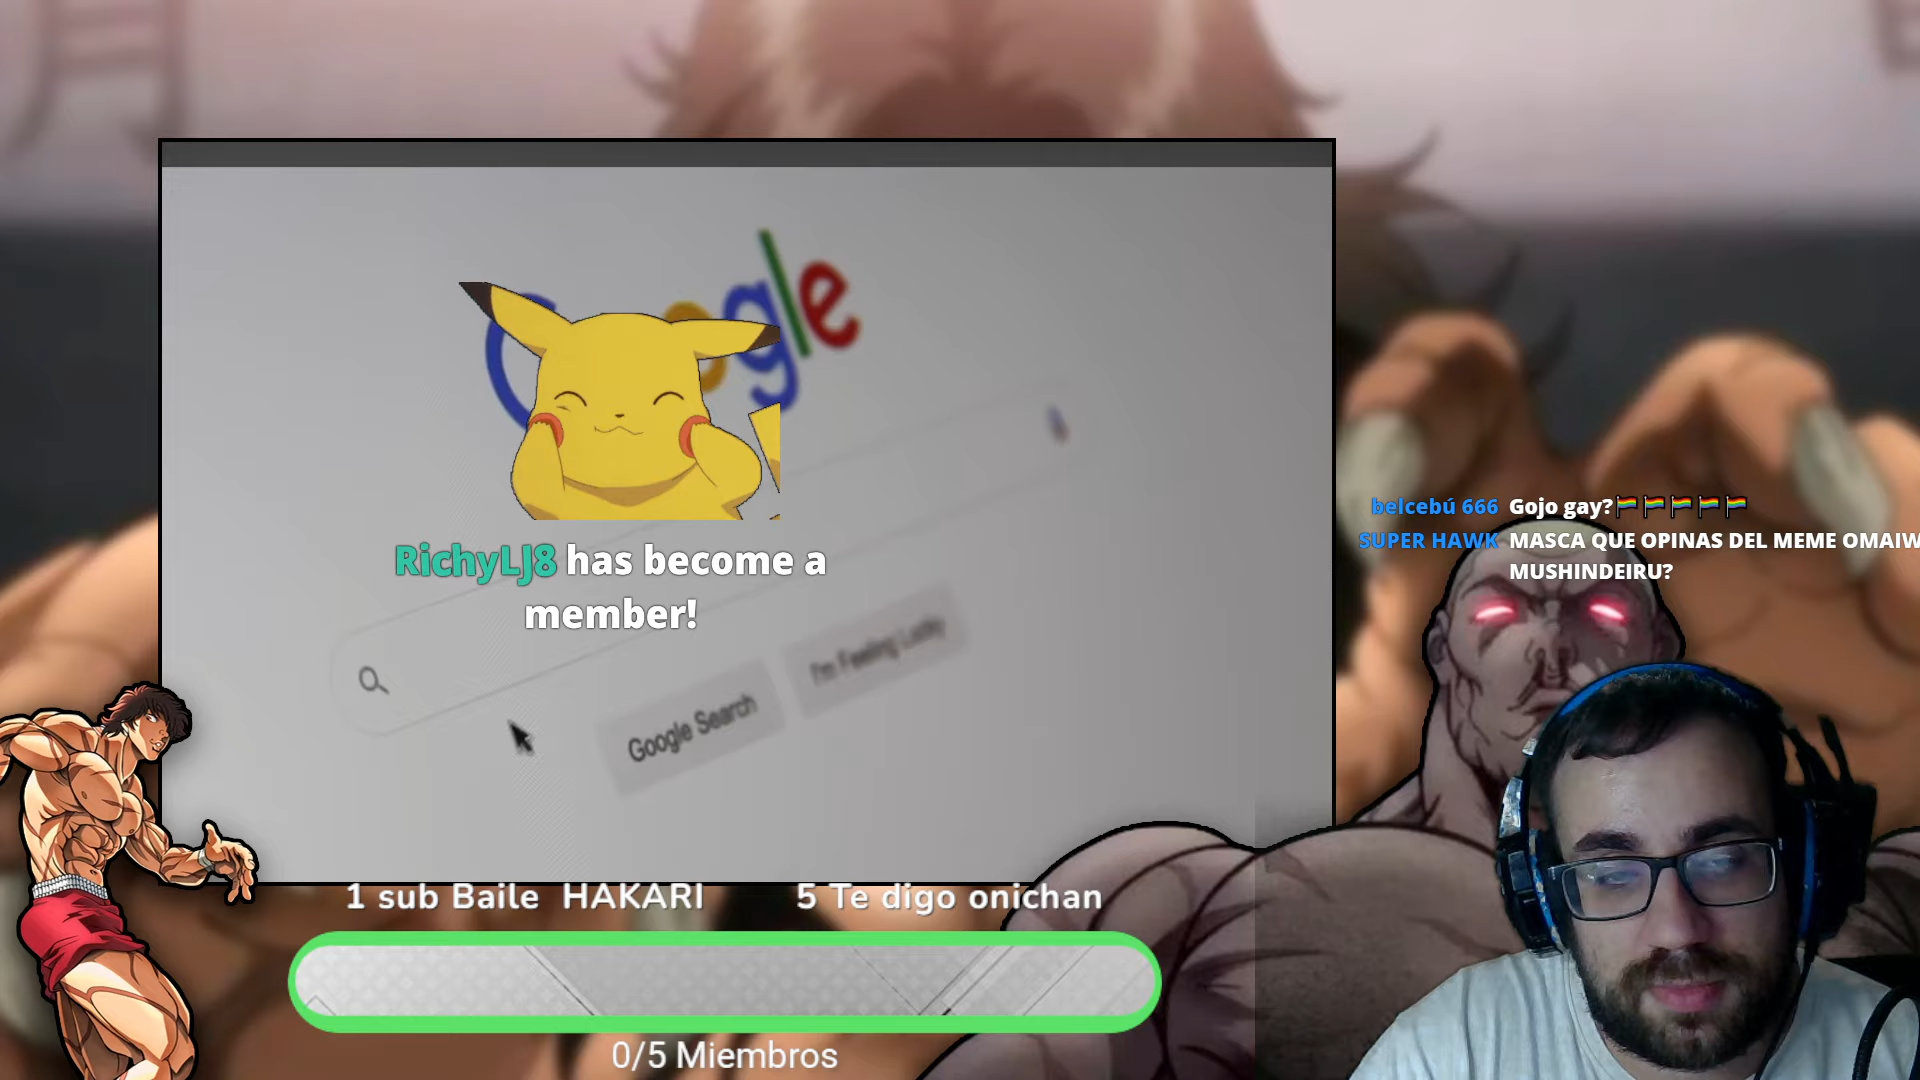 Google
RichyLJ8 has become a
member!
Google Search
I'm Feeling Lucky
belcebú 666 Gojo gay?
SUPER HAWK MASCA QUE OPINAS DEL MEME OMAIW
MUSHINDEIRU?
1 sub Baile HAKARI 5 Te digo onichan
0/5 Miembros